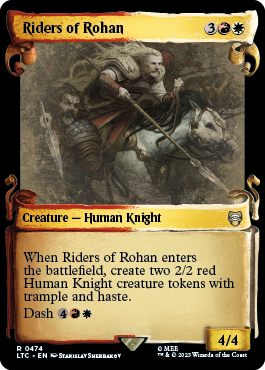 Riders of Rohan 3
Creature — Human Knight
When Riders of Rohan enters
the battlefield, create two 2/2 red
Human Knight creature tokens with
trample and haste.
Dash 4
4/4
R 0474 © MEE
LTC • EN STANISLAV SHERBAKOV ™ & © 2023 Wizards of the Coast